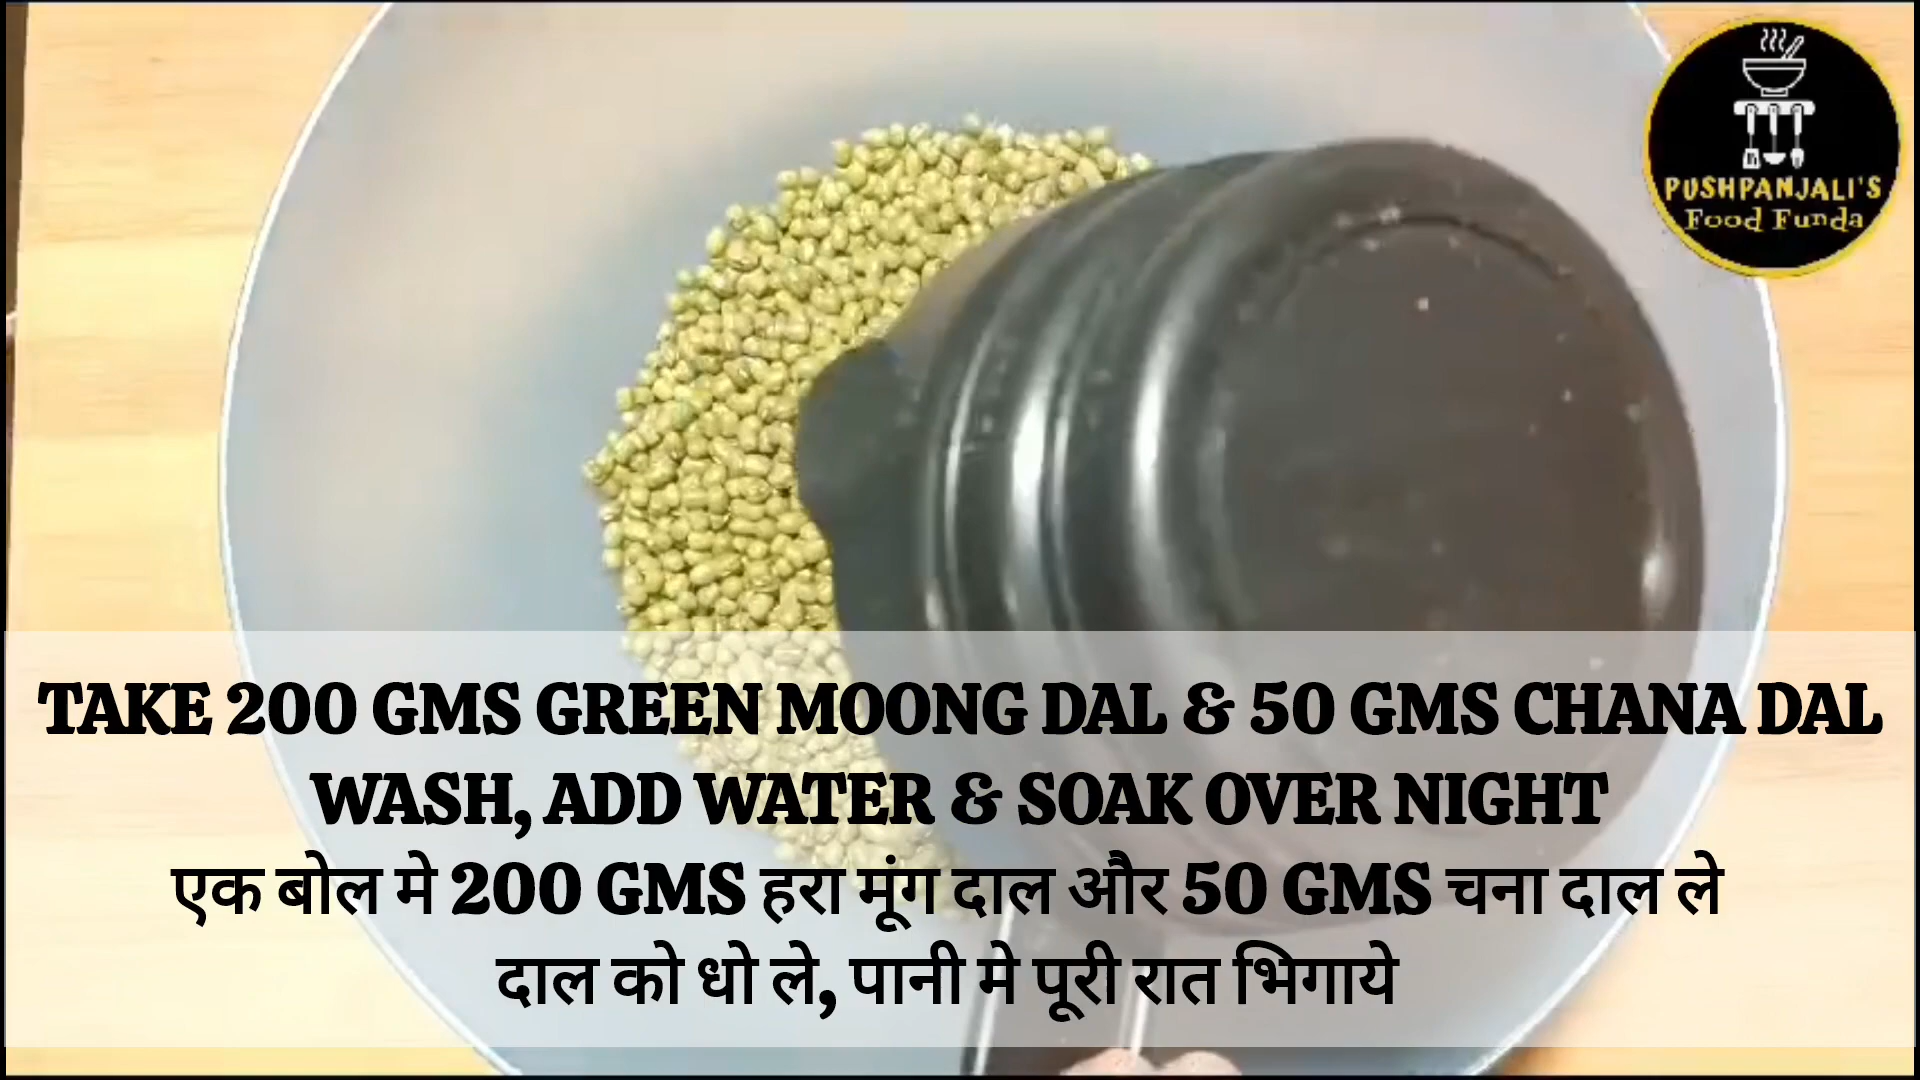 PUSHPANJALI'S
Food Funda
TAKE 200 GMS GREEN MOONG DAL & 50 GMS CHANA DAL
WASH, ADD WATER & SOAK OVER NIGHT
एक बोल मे 200 GMS हरा मूंग दाल और 50 GMS चना दाल ले
दाल को धो ले, पानी मे पूरी रात भिगाये